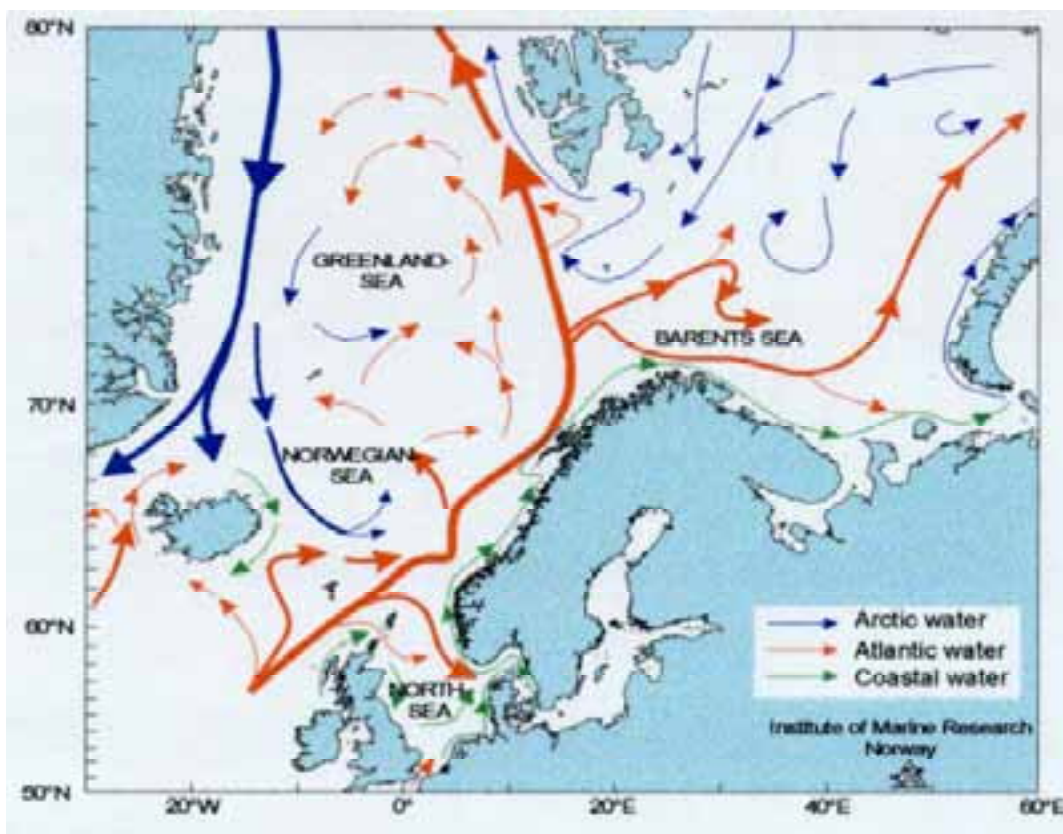 80°N
GREENLAND-
SEA
BARENTS SEA
70°N
NORWEGIAN-
SEA
60°N
Arctic water
Atlantic water
Coastal water
NORTH-
SEA
Institute of Marine Research
Norway
50°N
20°W
0°
20°E
40°E
60°E